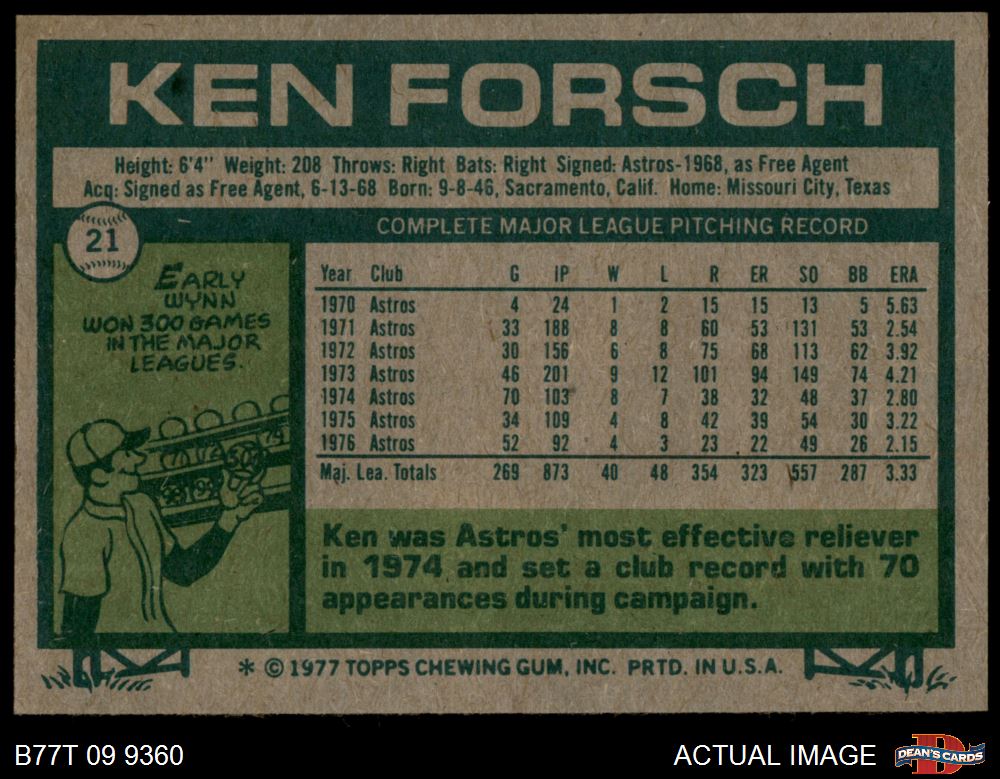 KEN FORSCH
Height: 6'4" Weight: 208 Throws: Right Bats: Right Signed: Astros-1968, as Free Agent
Acq: Signed as Free Agent, 6-13-68 Born: 9-8-46, Sacramento, Calif. Home: Missouri City, Texas
21
EARLY
WYNN
WON 300 GAMES
IN THE MAJOR
LEAGUES.
COMPLETE MAJOR LEAGUE PITCHING RECORD
Year Club G IP W L R ER SO BB ERA
1970 Astros 4 24 1 2 15 15 13 5 5.63
1971 Astros 33 188 8 8 60 53 131 53 2.54
1972 Astros 30 156 6 8 75 68 113 62 3.92
1973 Astros 46 201 9 12 101 94 149 74 4.21
1974 Astros 70 103 8 7 38 32 48 37 2.80
1975 Astros 34 109 4 8 42 39 54 30 3.22
1976 Astros 52 92 4 3 23 22 49 26 2.15
Maj. Lea. Totals 269 873 40 48 354 323 557 287 3.33
Ken was Astros' most effective reliever
in 1974 and set a club record with 70
appearances during campaign.
* © 1977 TOPPS CHEWING GUM, INC. PRTD. IN U.S.A.
B77T 09 9360
ACTUAL IMAGE
DEAN'S CARDS